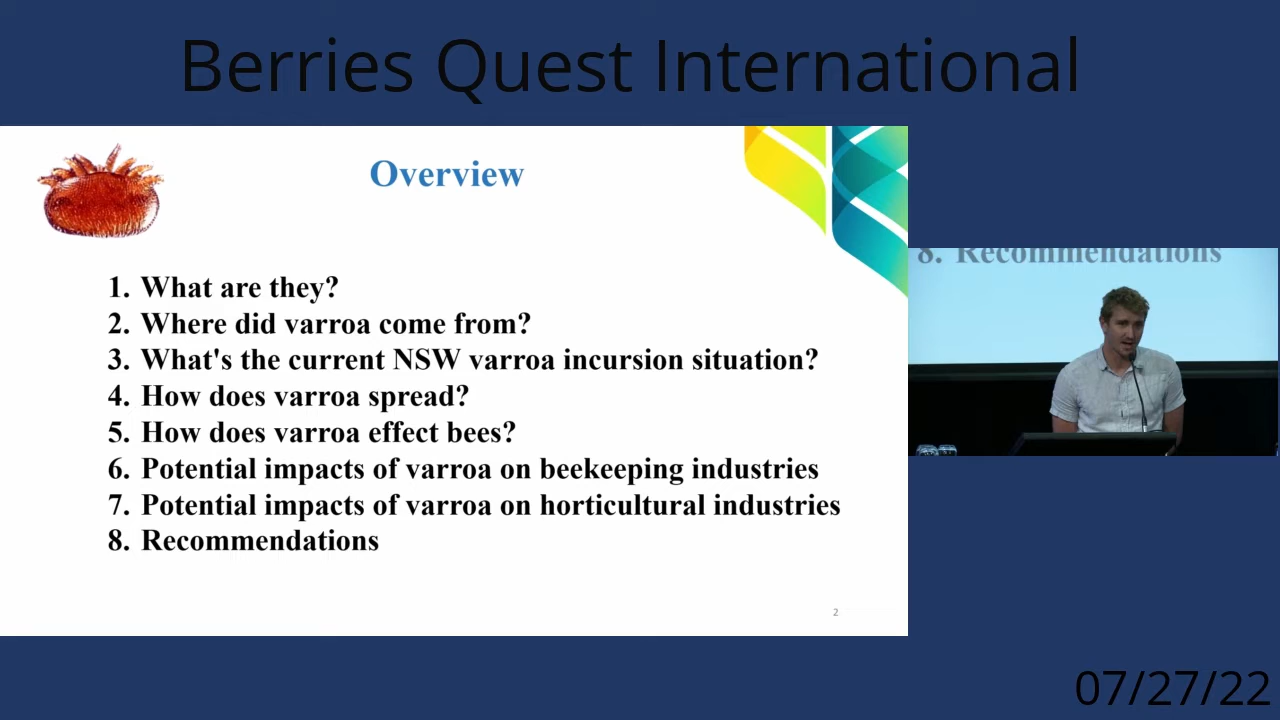 Berries Quest International
Overview
1. What are they?
2. Where did varroa come from?
3. What's the current NSW varroa incursion situation?
4. How does varroa spread?
5. How does varroa effect bees?
6. Potential impacts of varroa on beekeeping industries
7. Potential impacts of varroa on horticultural industries
8. Recommendations
2
8. Recommendations
07/27/22